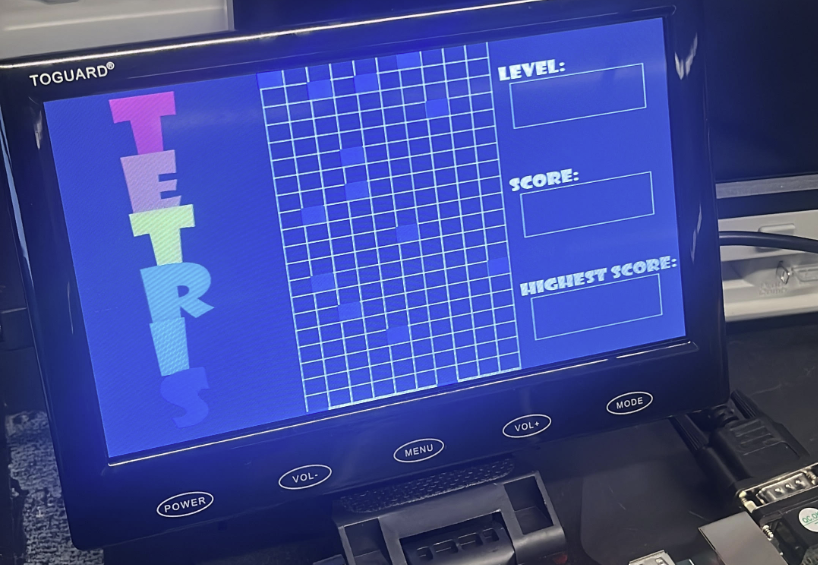 TOGUARD®
TETRIS
LEVEL:
SCORE:
HIGHEST SCORE:
POWER
VOL-
MENU
VOL+
MODE